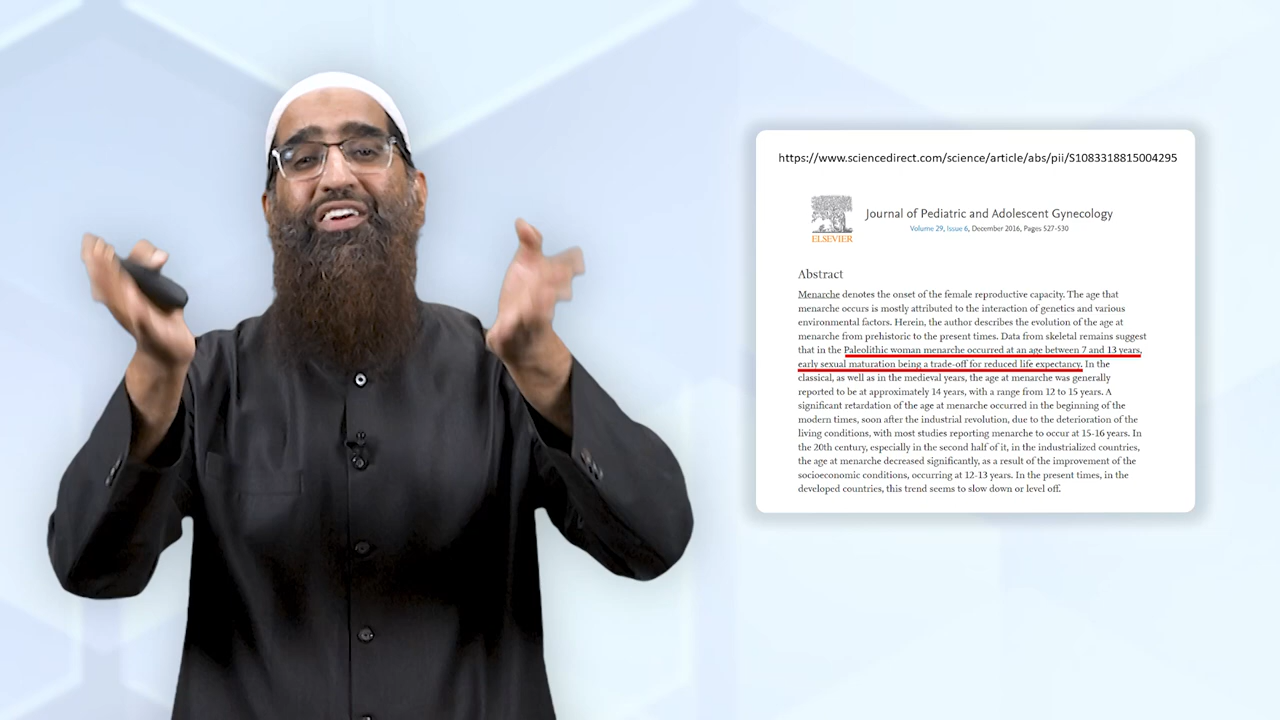 https://www.sciencedirect.com/science/article/abs/pii/S1083318815004295
Journal of Pediatric and Adolescent Gynecology
Volume 29, Issue 6, December 2016, Pages 527-530
ELSEVIER
Abstract
Menarche denotes the onset of the female reproductive capacity. The age that
menarche occurs is mostly attributed to the interaction of genetics and various
environmental factors. Herein, the author describes the evolution of the age at
menarche from prehistoric to the present times. Data from skeletal remains suggest
that in the Paleolithic woman menarche occurred at an age between 7 and 13 years,
early sexual maturation being a trade-off for reduced life expectancy. In the
classical, as well as in the medieval years, the age at menarche was generally
reported to be at approximately 14 years, with a range from 12 to 15 years. A
significant retardation of the age at menarche occurred in the beginning of the
modern times, soon after the industrial revolution, due to the deterioration of the
living conditions, with most studies reporting menarche to occur at 15-16 years. In
the 20th century, especially in the second half of it, in the industrialized countries,
the age at menarche decreased significantly, as a result of the improvement of the
socioeconomic conditions, occurring at 12-13 years. In the present times, in the
developed countries, this trend seems to slow down or level off.